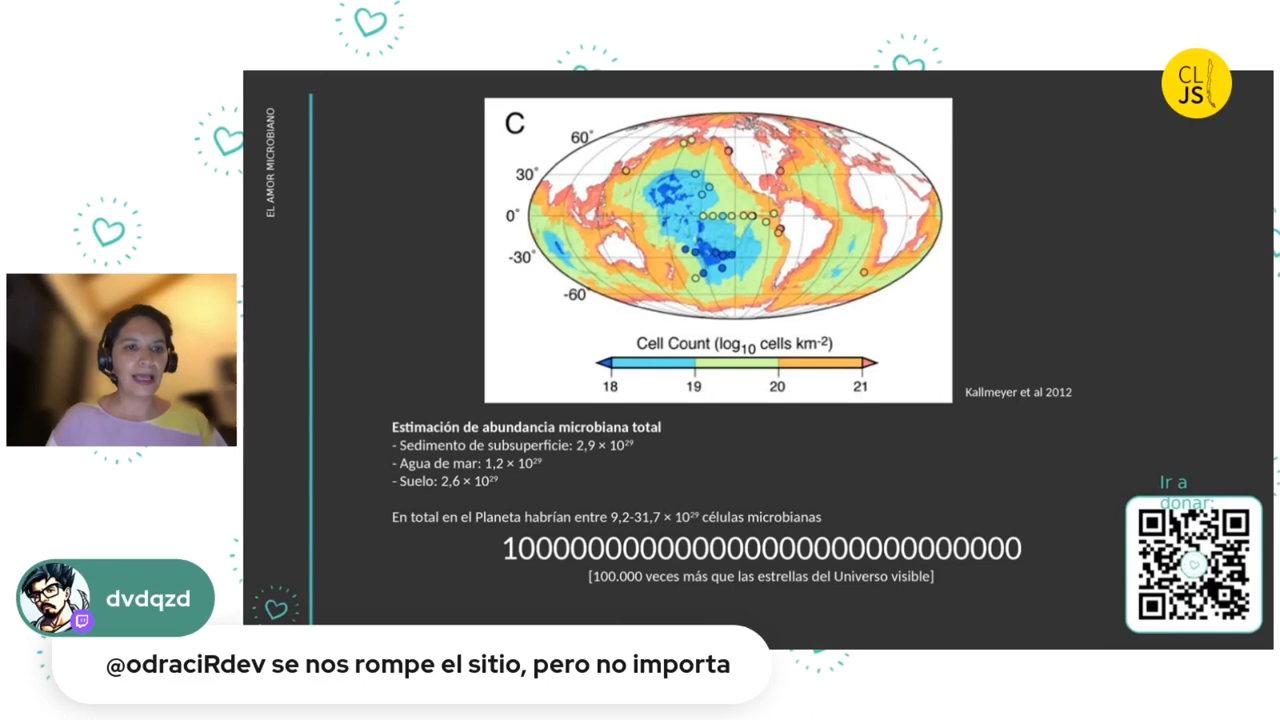 CL
JS
EL AMOR MICROBIANO
C
60°
30°
0°
-30°
-60°
Cell Count (log10 cells km-2)
18 19 20 21
Kallmeyer et al 2012
Estimación de abundancia microbiana total
- Sedimento de subsuperficie: 2,9 × 10²⁹
- Agua de mar: 1,2 × 10²⁹
- Suelo: 2,6 × 10²⁹
En total en el Planeta habrían entre 9,2-31,7 × 10²⁹ células microbianas
[100.000 veces más que las estrellas del Universo visible]
Ir a
donar:
dvdqzd
@odraciRdev se nos rompe el sitio, pero no importa